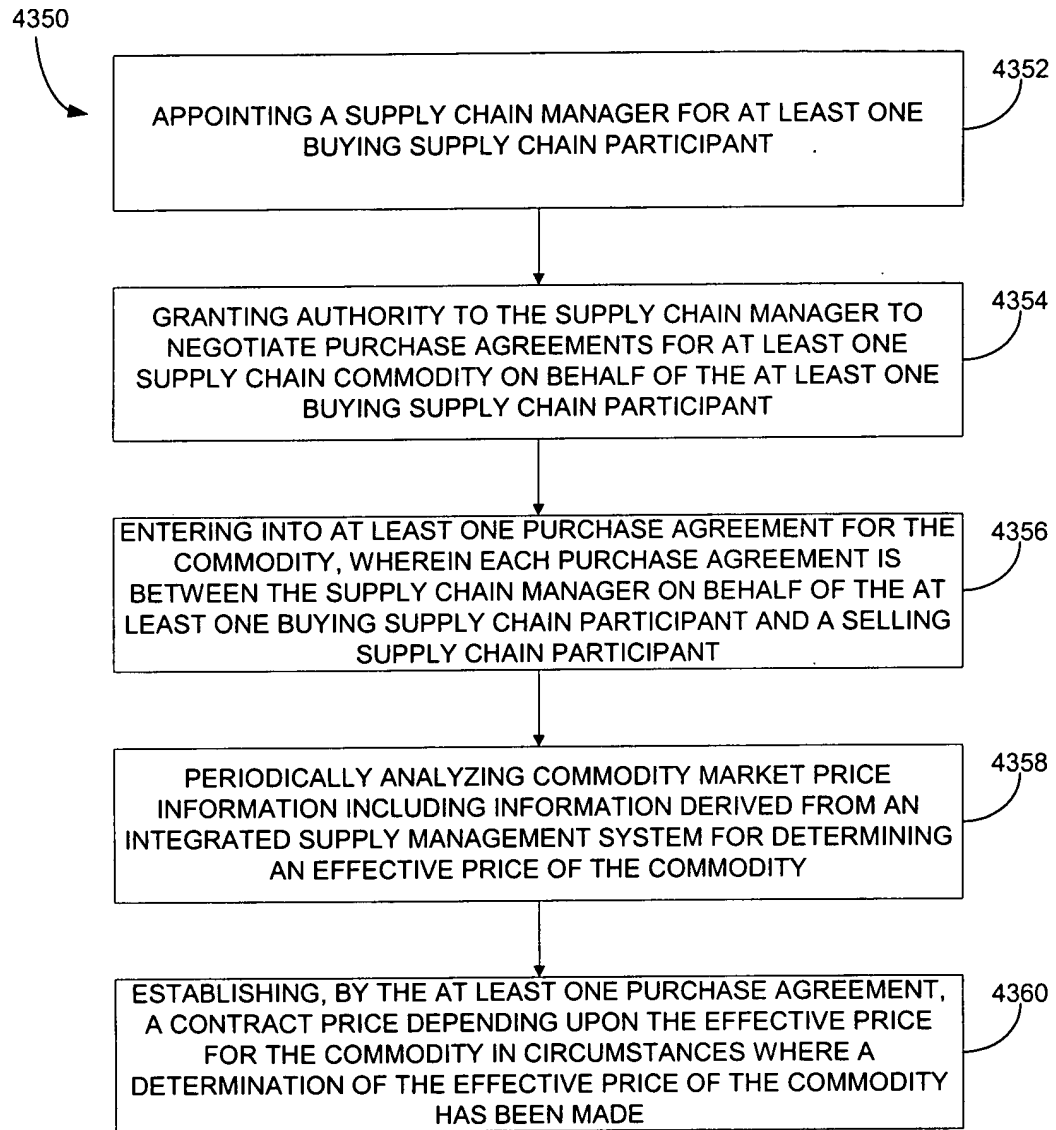 4350
4352
APPOINTING A SUPPLY CHAIN MANAGER FOR AT LEAST ONE
BUYING SUPPLY CHAIN PARTICIPANT
4354
GRANTING AUTHORITY TO THE SUPPLY CHAIN MANAGER TO
NEGOTIATE PURCHASE AGREEMENTS FOR AT LEAST ONE
SUPPLY CHAIN COMMODITY ON BEHALF OF THE AT LEAST ONE
BUYING SUPPLY CHAIN PARTICIPANT
4356
ENTERING INTO AT LEAST ONE PURCHASE AGREEMENT FOR THE
COMMODITY, WHEREIN EACH PURCHASE AGREEMENT IS
BETWEEN THE SUPPLY CHAIN MANAGER ON BEHALF OF THE AT
LEAST ONE BUYING SUPPLY CHAIN PARTICIPANT AND A SELLING
SUPPLY CHAIN PARTICIPANT
4358
PERIODICALLY ANALYZING COMMODITY MARKET PRICE
INFORMATION INCLUDING INFORMATION DERIVED FROM AN
INTEGRATED SUPPLY MANAGEMENT SYSTEM FOR DETERMINING
AN EFFECTIVE PRICE OF THE COMMODITY
4360
ESTABLISHING, BY THE AT LEAST ONE PURCHASE AGREEMENT,
A CONTRACT PRICE DEPENDING UPON THE EFFECTIVE PRICE
FOR THE COMMODITY IN CIRCUMSTANCES WHERE A
DETERMINATION OF THE EFFECTIVE PRICE OF THE COMMODITY
HAS BEEN MADE